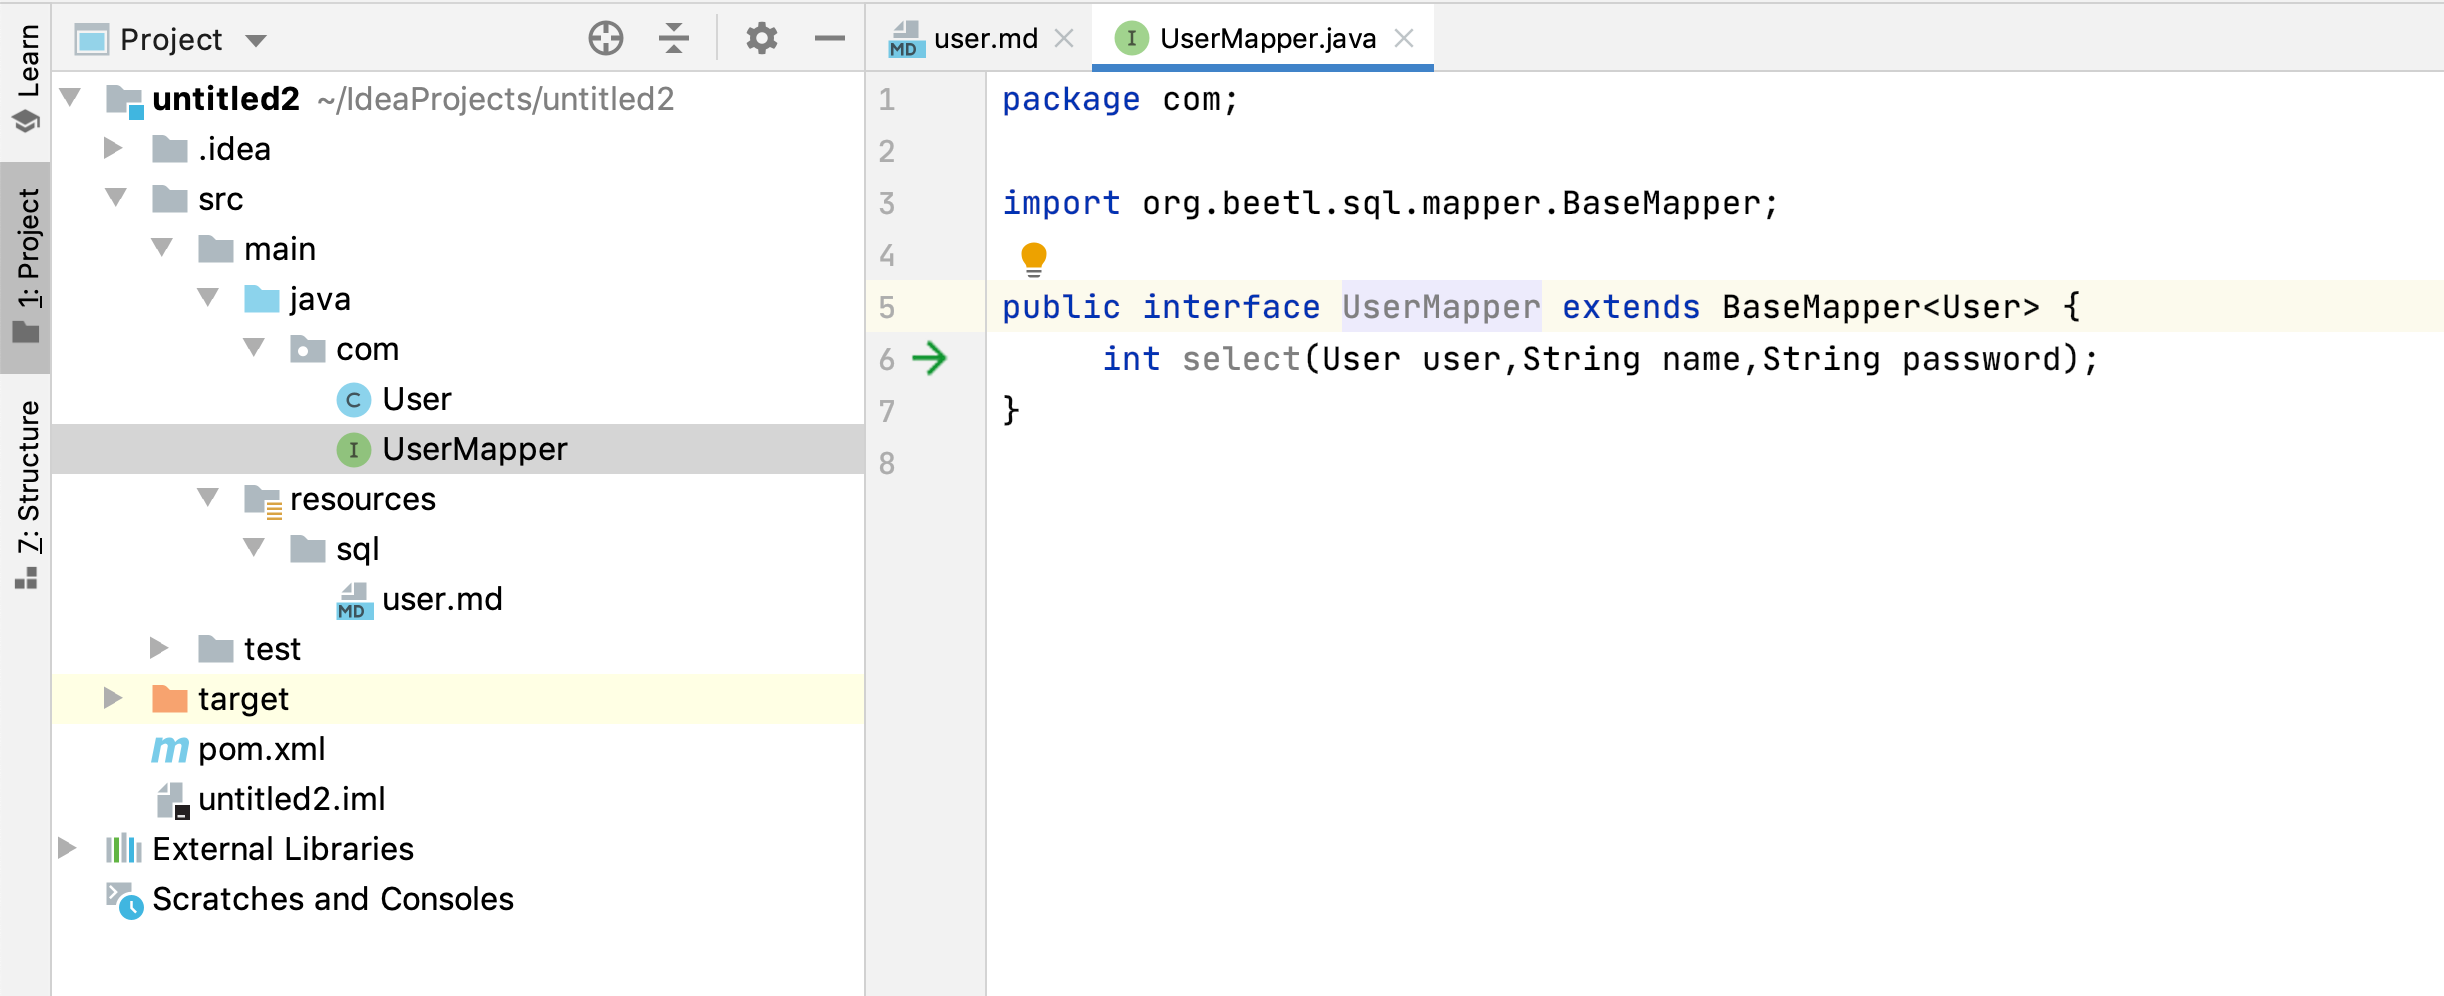 Learn
1: Project
7: Structure
Project
untitled2 ~/IdeaProjects/untitled2
.idea
src
main
java
com
C User
I UserMapper
resources
sql
MD user.md
test
target
m pom.xml
untitled2.iml
External Libraries
Scratches and Consoles
MD user.md
I UserMapper.java
1 package com;
2
3 import org.beetl.sql.mapper.BaseMapper;
4
5 public interface UserMapper extends BaseMapper<User> {
6 int select(User user,String name,String password);
7 }
8